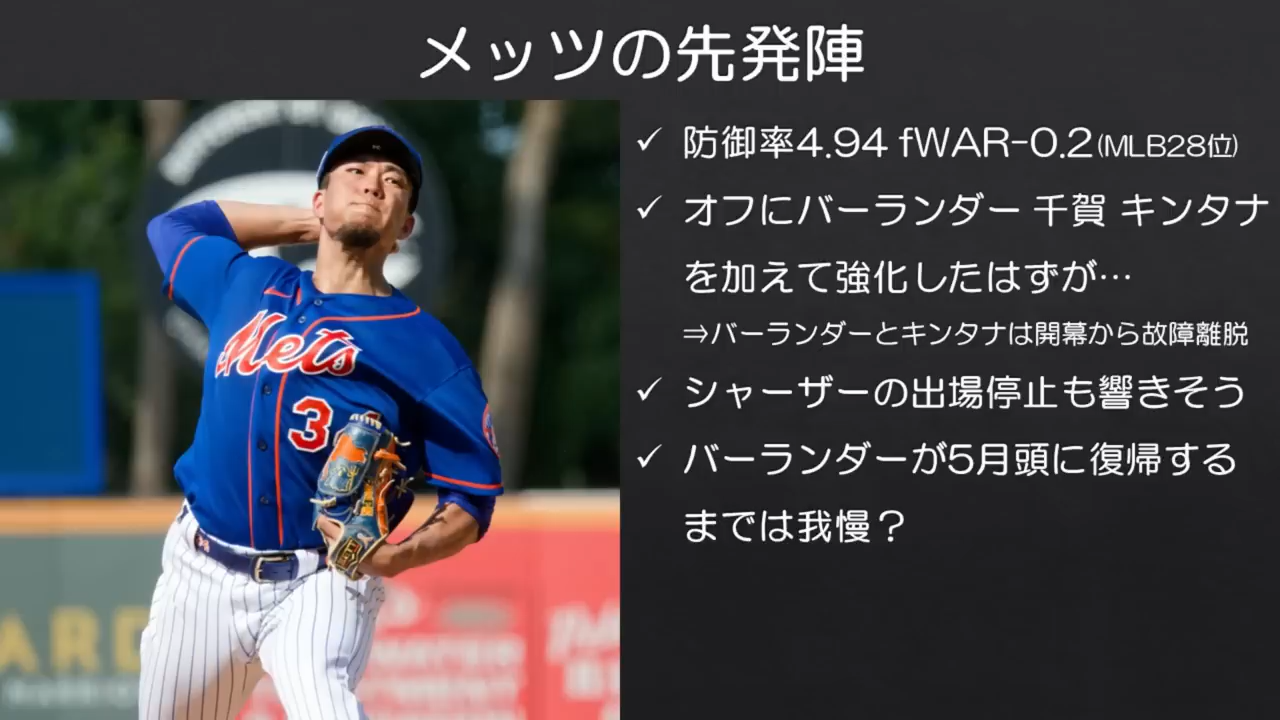 メッツの先発陣
✓ 防御率4.94 fWAR-0.2(MLB28位)
✓ オフにバーランダー 千賀 キンタナ
を加えて強化したはずが…
⇒バーランダーとキンタナは開幕から故障離脱
✓ シャーザーの出場停止も響きそう
✓ バーランダーが5月頭に復帰する
までは我慢？
Mets
3
ARD